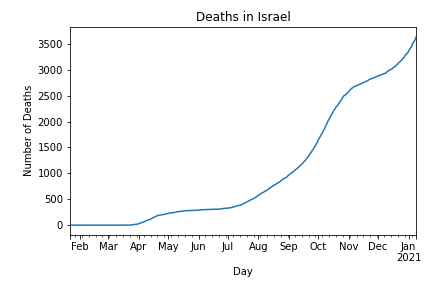 Deaths in Israel
Number of Deaths
3500
3000
2500
2000
1500
1000
500
0
Feb Mar Apr May Jun Jul Aug Sep Oct Nov Dec Jan
2021
Day